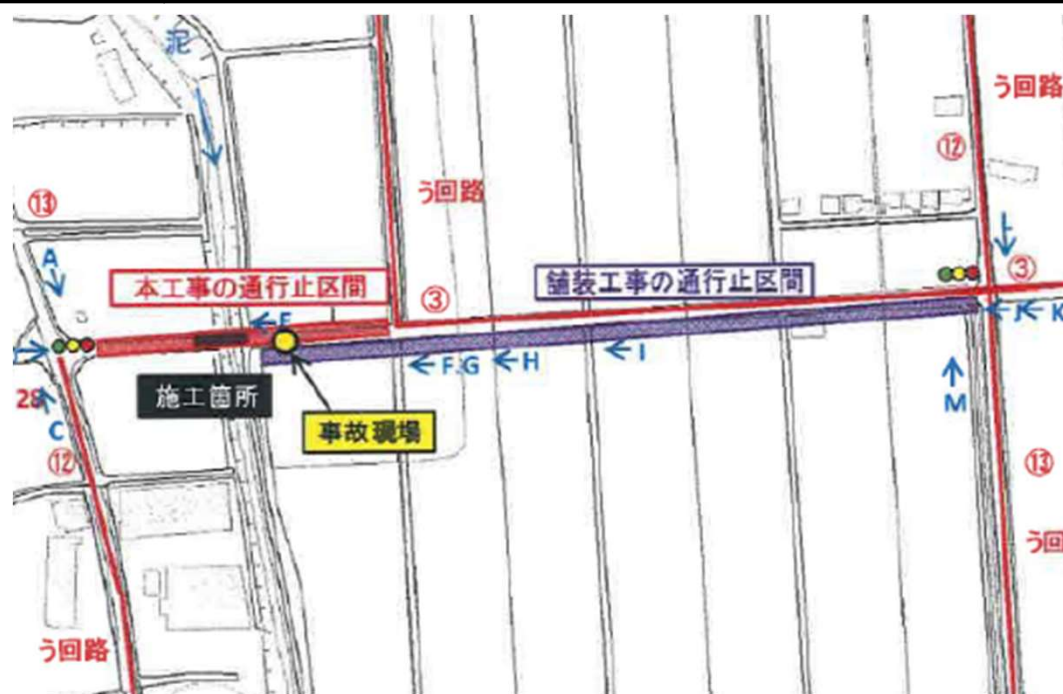 泥
う回路
⑫
⑬
う回路
A
L
本工事の通行止区間
③
舗装工事の通行止区間
③
E
J
K
F.G
H
I
施工箇所
M
28
C
事故現場
⑫
⑬
う回
う回路